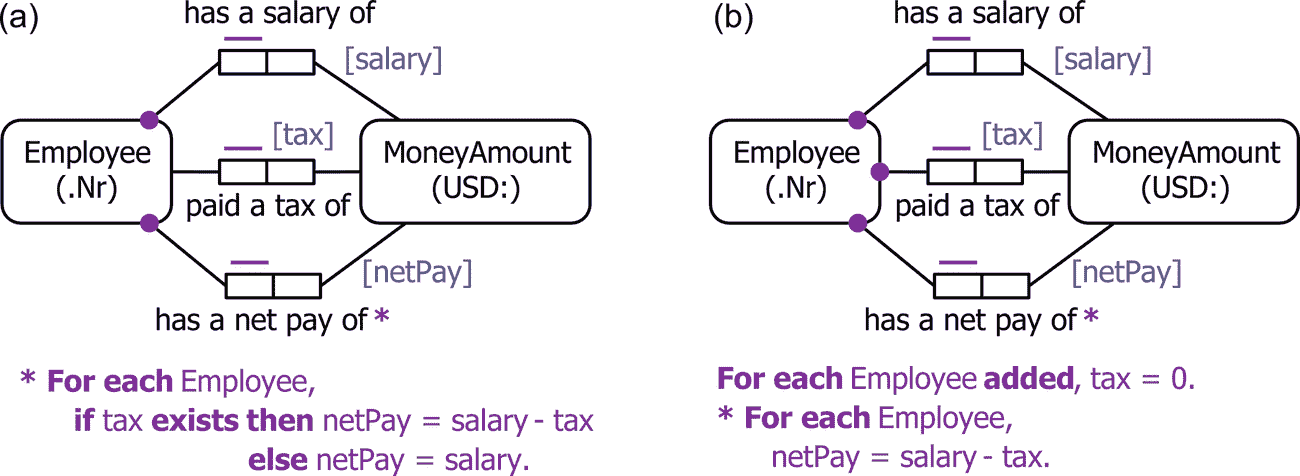 (a)
has a salary of
[salary]
Employee
(.Nr)
[tax]
paid a tax of
MoneyAmount
(USD:)
[netPay]
has a net pay of *
* For each Employee,
if tax exists then netPay = salary - tax
else netPay = salary.
(b)
has a salary of
[salary]
Employee
(.Nr)
[tax]
paid a tax of
MoneyAmount
(USD:)
[netPay]
has a net pay of *
For each Employee added, tax = 0.
* For each Employee,
netPay = salary - tax.